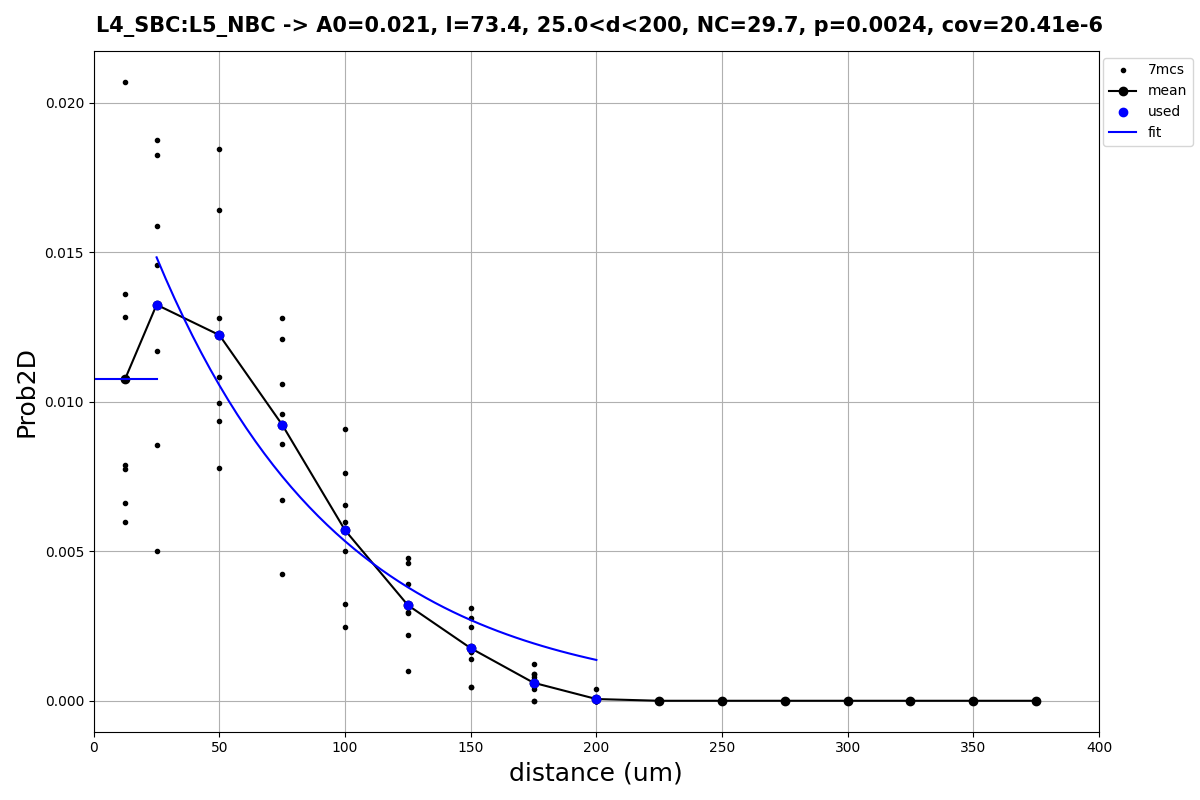 L4_SBC:L5_NBC -> A0=0.021, l=73.4, 25.0<d<200, NC=29.7, p=0.0024, cov=20.41e-6
7mcs
mean
used
fit
Prob2D
0.020
0.015
0.010
0.005
0.000
0 50 100 150 200 250 300 350 400
distance (um)